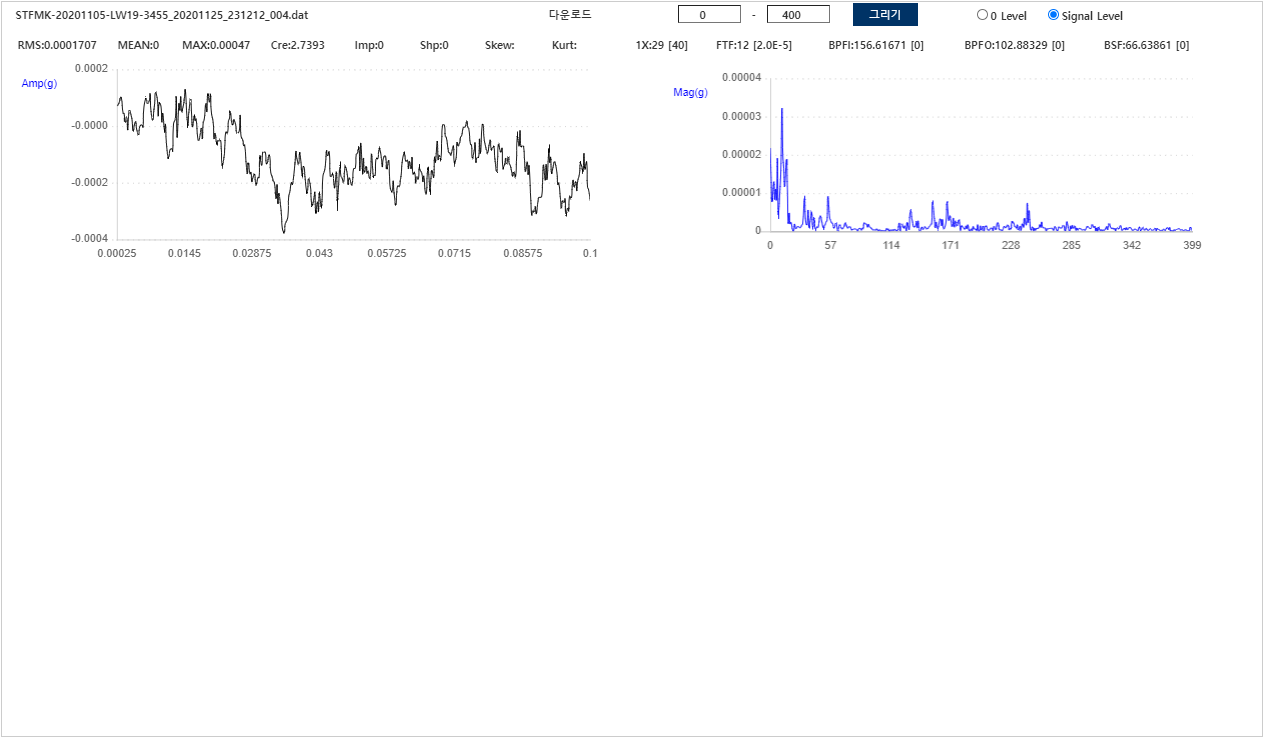 STFMK-20201105-LW19-3455_20201125_231212_004.dat 다운로드 0 - 400 그리기 0 Level Signal Level
RMS:0.0001707 MEAN:0 MAX:0.00047 Cre:2.7393 Imp:0 Shp:0 Skew: Kurt: 1X:29 [40] FTF:12 [2.0E-5] BPFI:156.61671 [0] BPFO:102.88329 [0] BSF:66.63861 [0]
Amp(g)
0.0002
-0.0000
-0.0002
-0.0004
0.00025 0.0145 0.02875 0.043 0.05725 0.0715 0.08575 0.1
Mag(g)
0.00004
0.00003
0.00002
0.00001
0
0 57 114 171 228 285 342 399